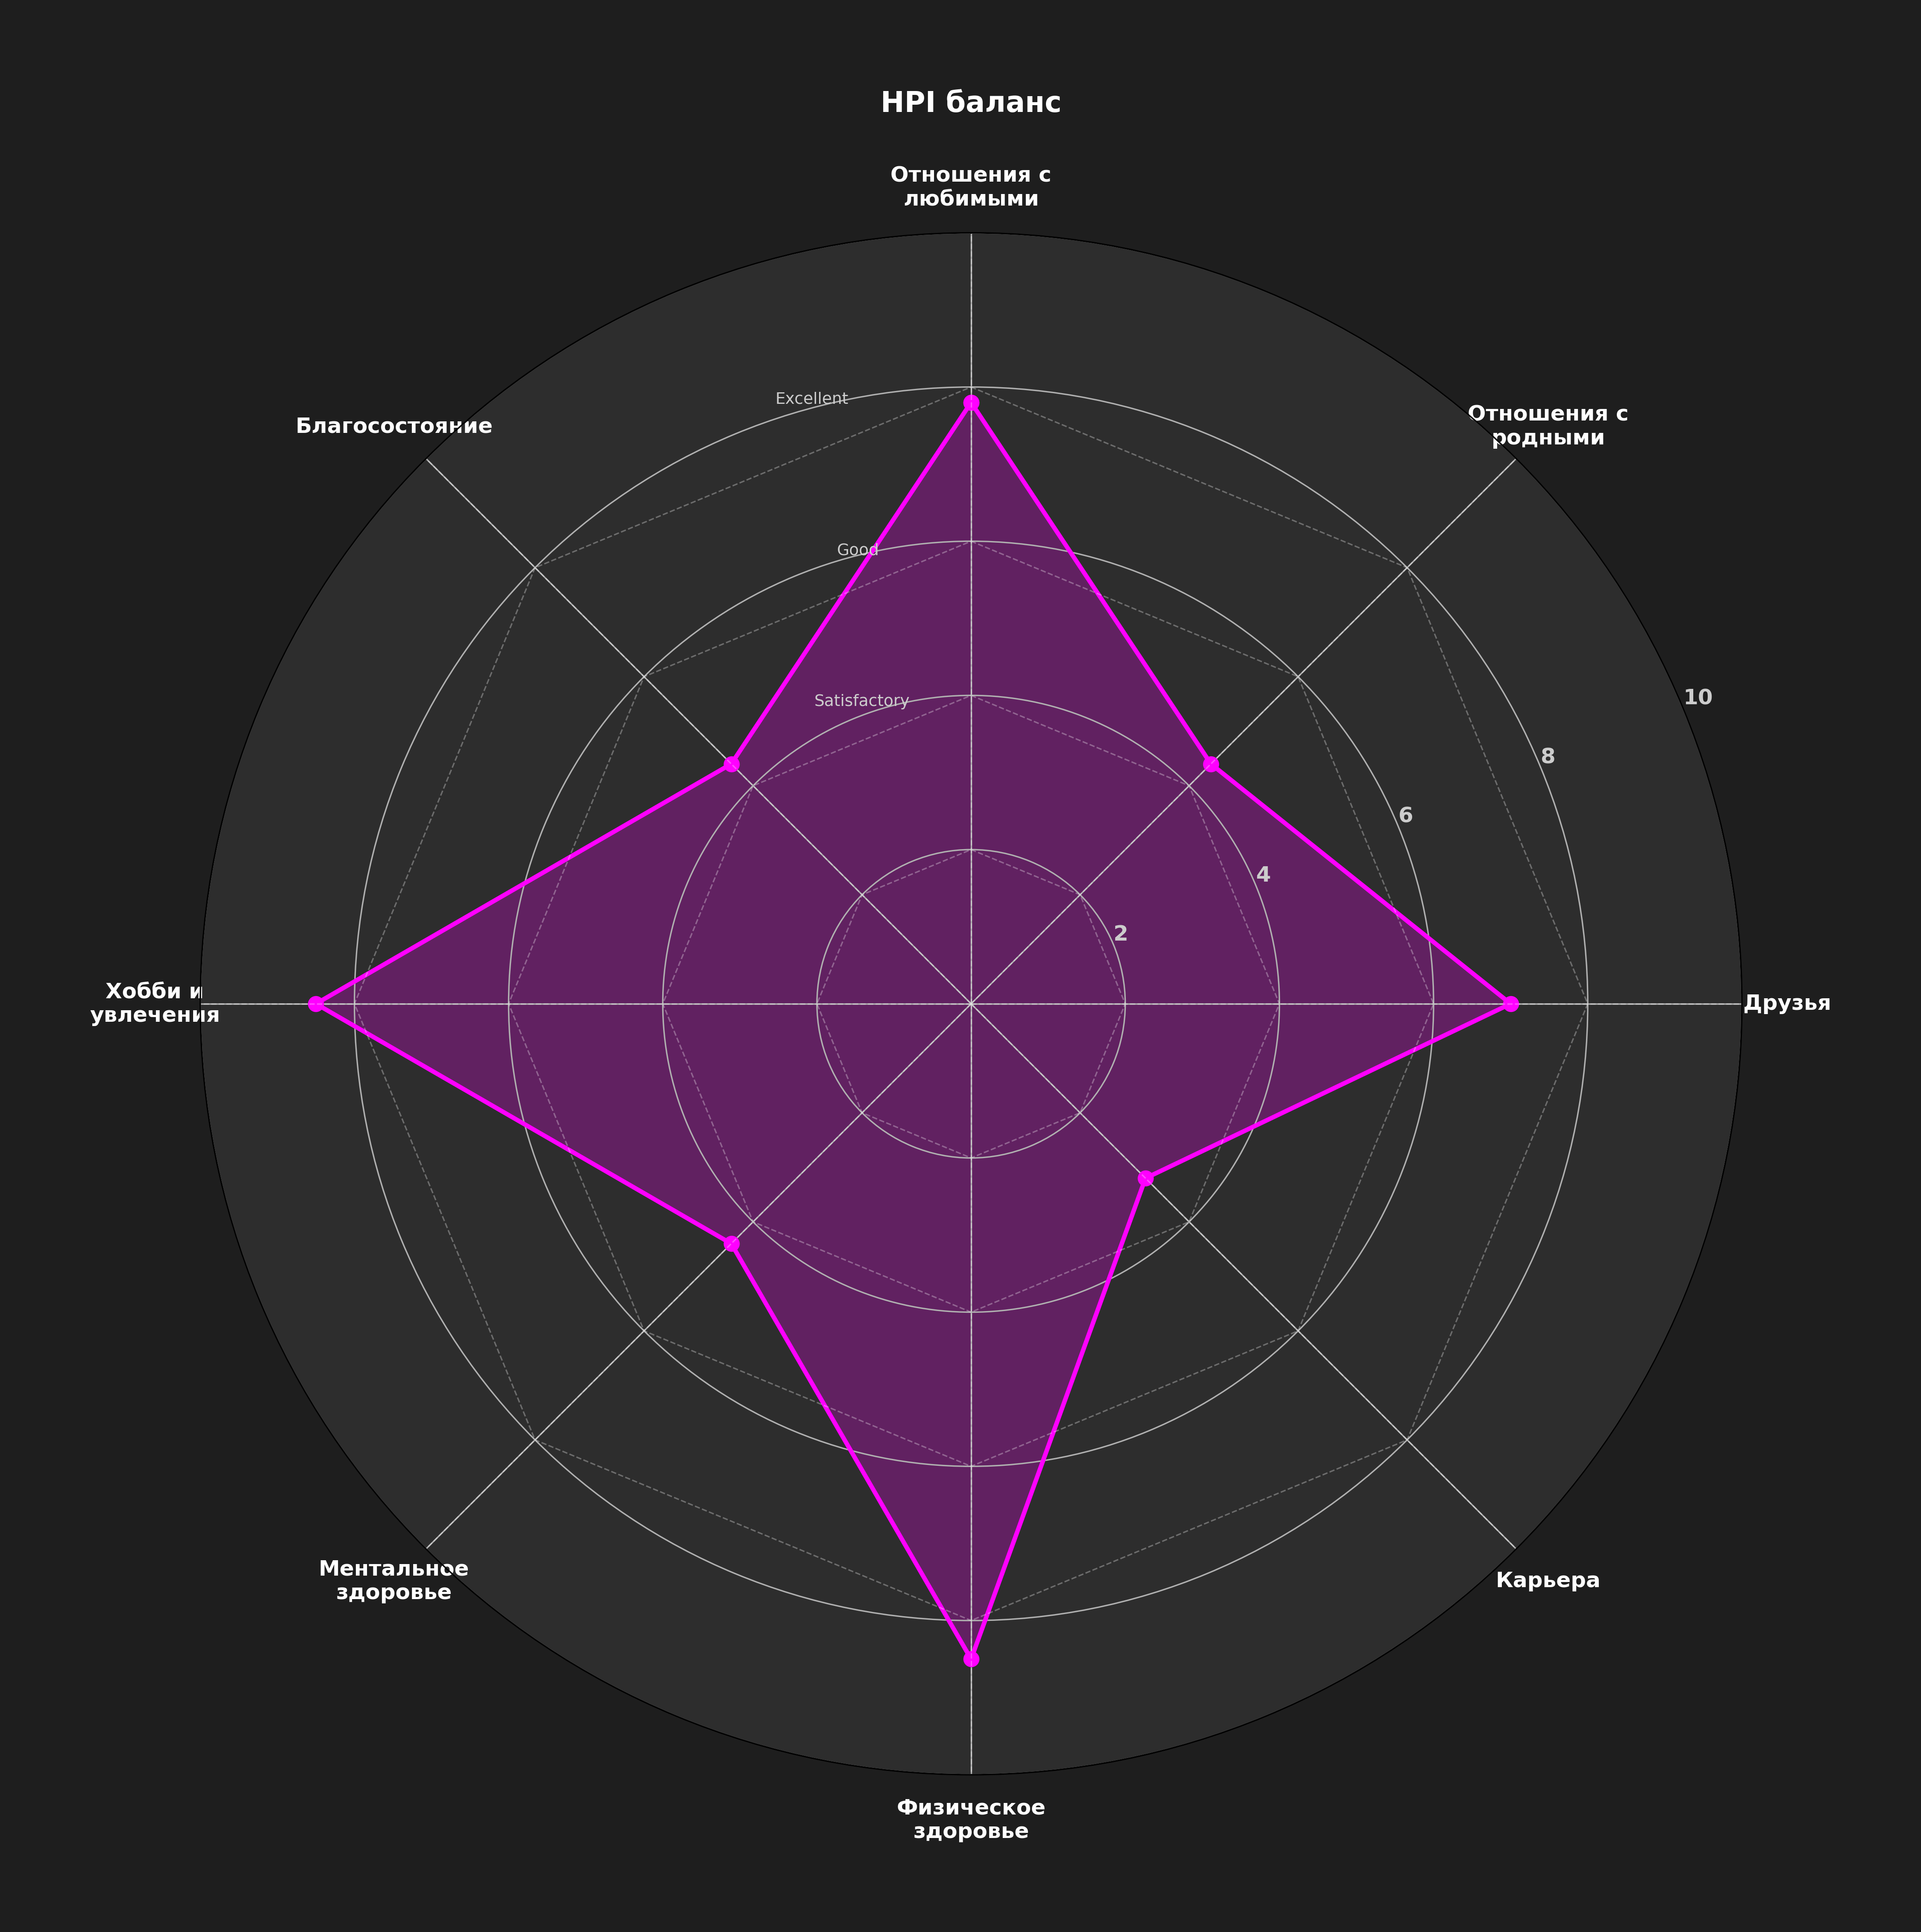 HPI баланс
Отношения с
любимыми
Excellent
Отношения с
родными
Благосостояние
Good
Satisfactory
10
8
6
4
2
Хобби и
увлечения
Друзья
Ментальное
здоровье
Карьера
Физическое
здоровье